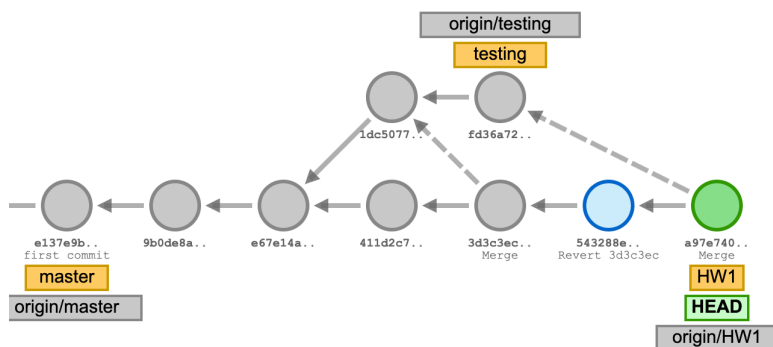 origin/testing
testing
1dc5077..
fd36a72..
e137e9b..
9b0de8a..
e67e14a..
411d2c7..
3d3c3ec..
543288e..
a97e740..
first commit
Merge
Revert 3d3c3ec
Merge
master
HW1
origin/master
HEAD
origin/HW1